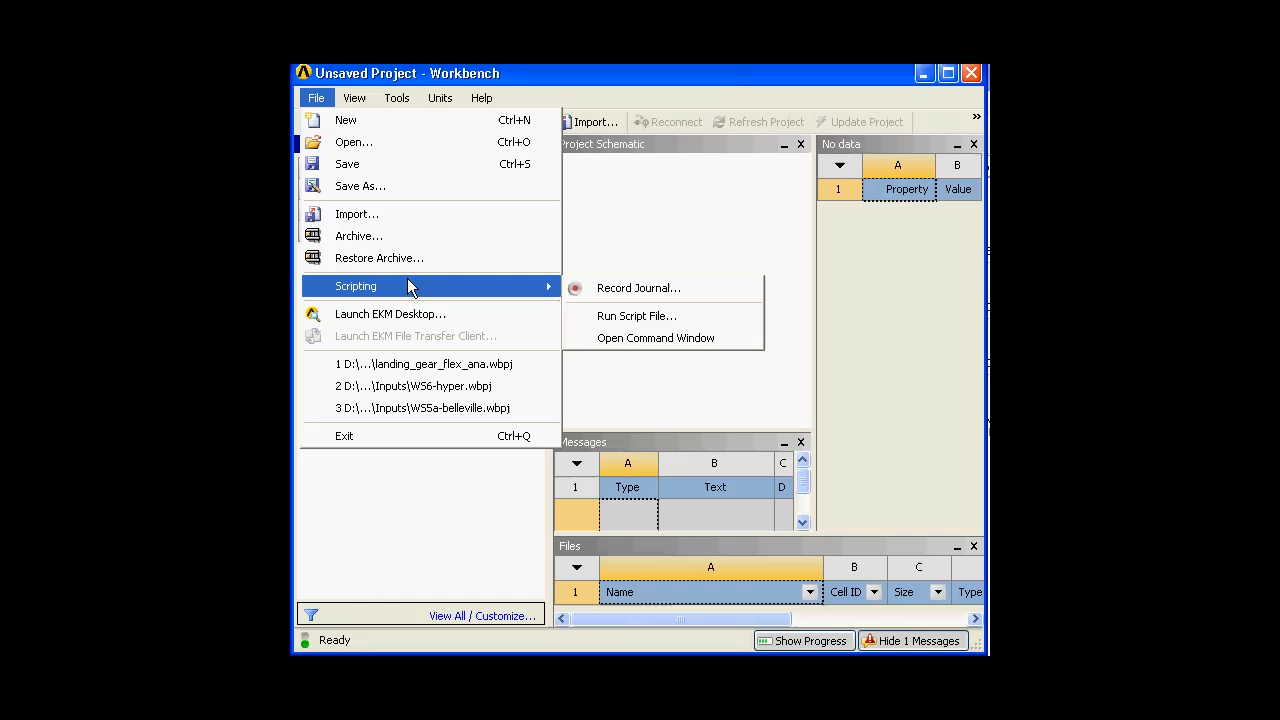 Unsaved Project - Workbench
File View Tools Units Help
Import... Reconnect Refresh Project Update Project »
New Ctrl+N
Open... Ctrl+O
Save Ctrl+S
Save As...
Import...
Archive...
Restore Archive...
Scripting
Launch EKM Desktop...
Launch EKM File Transfer Client...
1 D:\...\landing_gear_flex_ana.wbpj
2 D:\...\Inputs\WS6-hyper.wbpj
3 D:\...\Inputs\WS5a-belleville.wbpj
Exit Ctrl+Q
Record Journal...
Run Script File...
Open Command Window
Project Schematic
No data
A B
1 Property Value
Messages
A B C
1 Type Text D
Files
A B C
1 Name Cell ID Size Type
View All / Customize...
Ready
Show Progress Hide 1 Messages